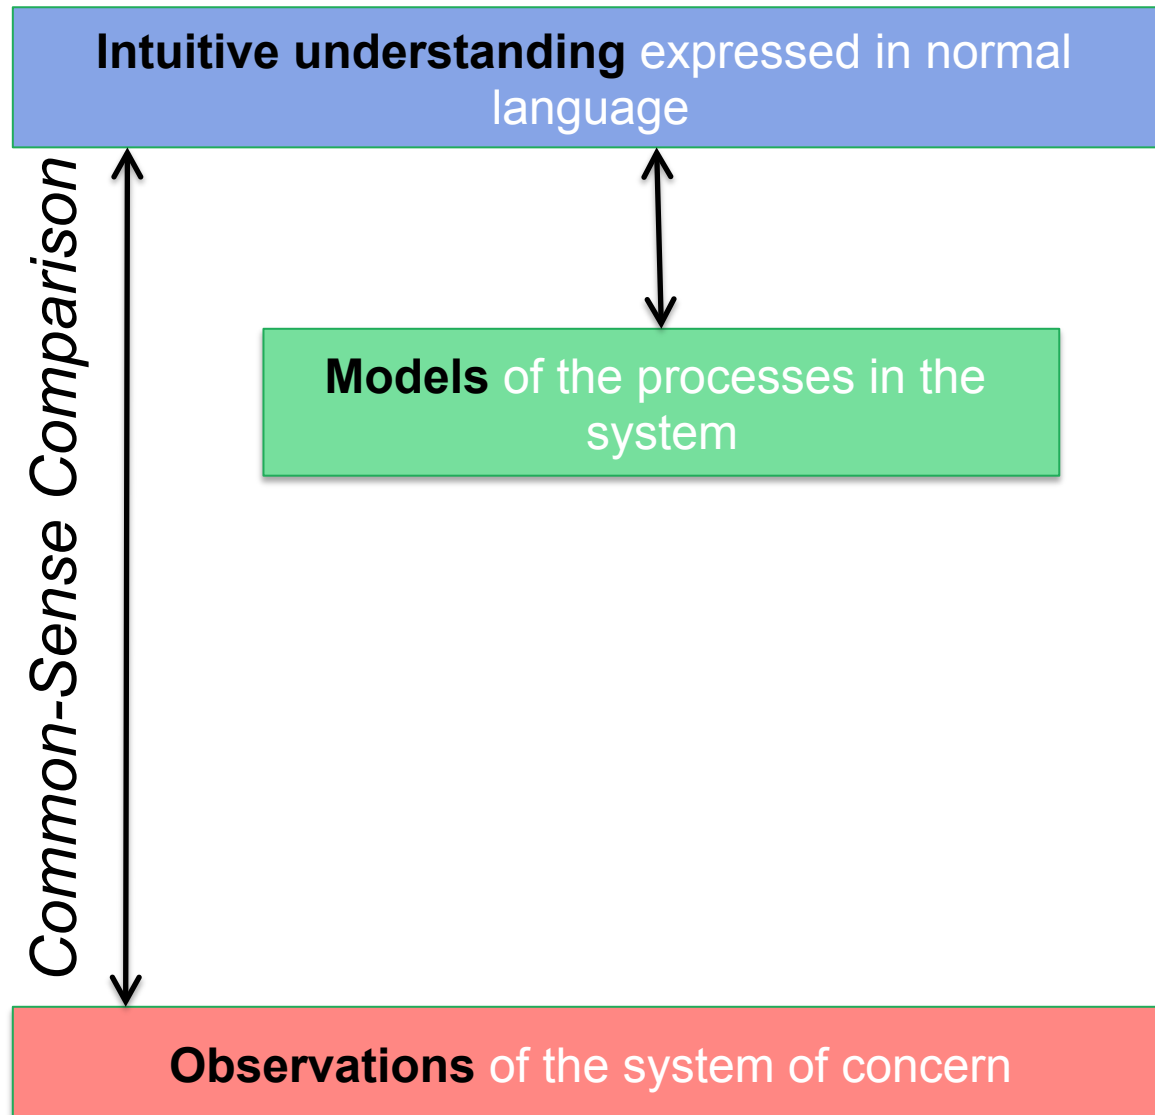 Intuitive understanding expressed in normal
language
Common-Sense Comparison
Models of the processes in the
system
Observations of the system of concern